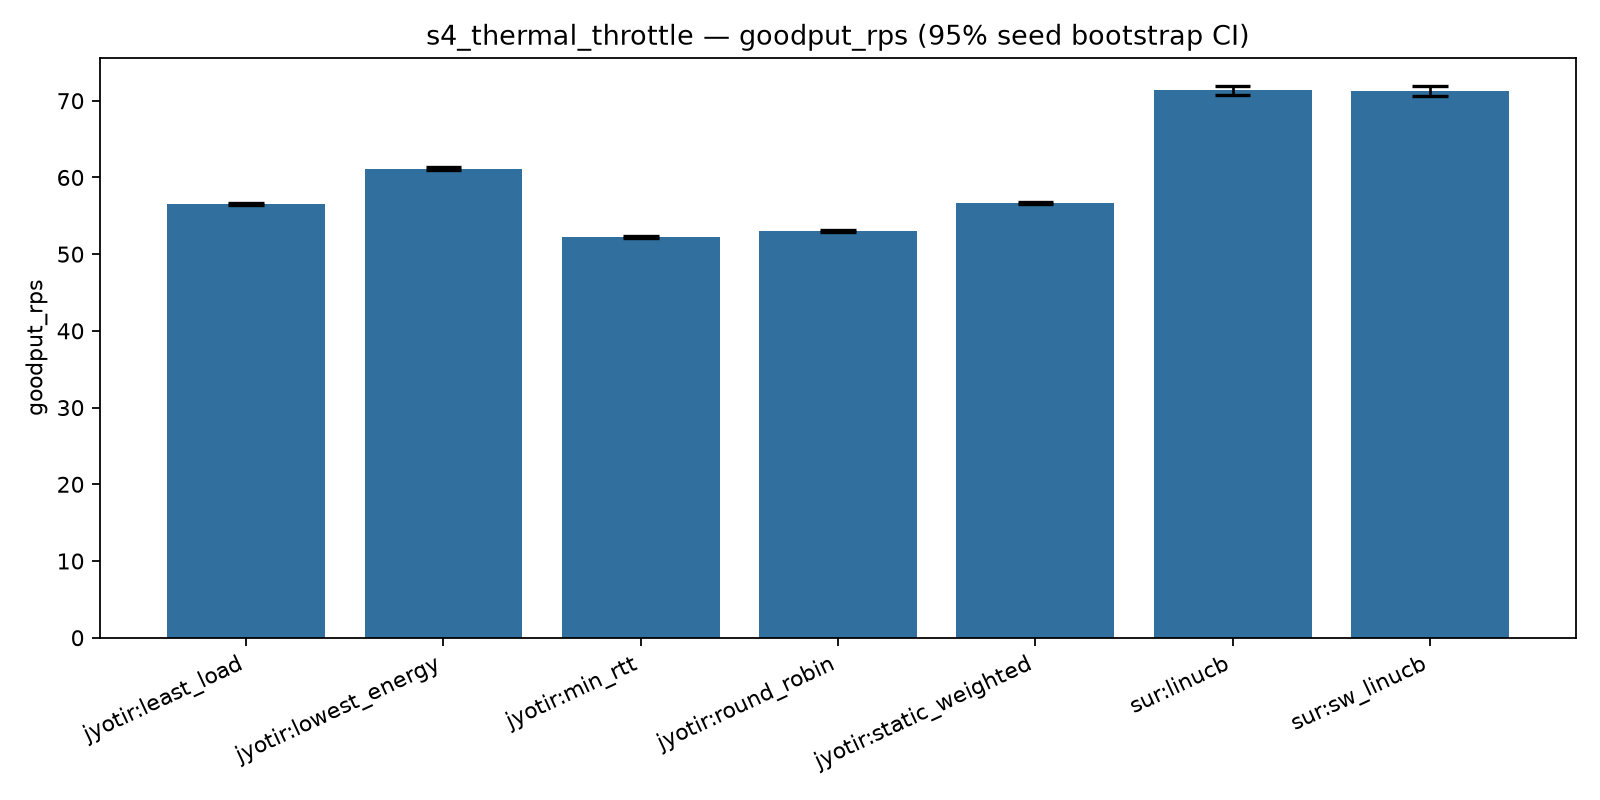 s4_thermal_throttle — goodput_rps (95% seed bootstrap CI)
goodput_rps
70
60
50
40
30
20
10
0
jyotir:least_load
jyotir:lowest_energy
jyotir:min_rtt
jyotir:round_robin
jyotir:static_weighted
sur:linucb
sur:sw_linucb